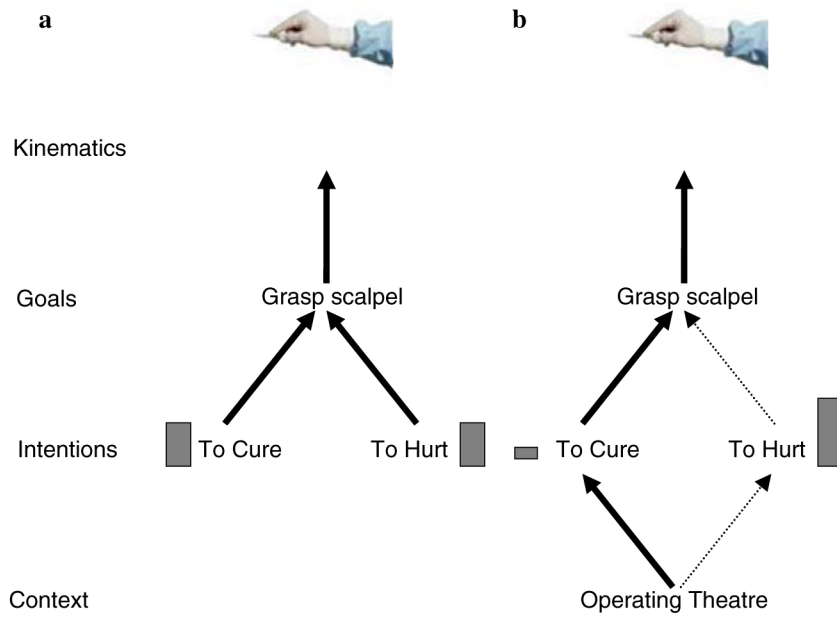 a
b
Kinematics
Goals
Grasp scalpel
Grasp scalpel
Intentions
To Cure
To Hurt
To Cure
To Hurt
Context
Operating Theatre